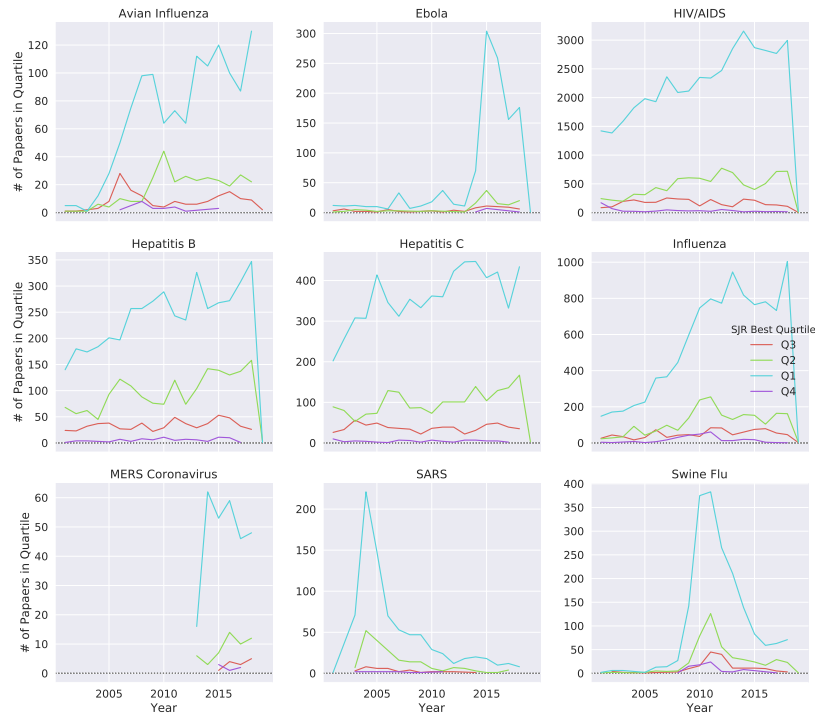 Avian Influenza
Ebola
HIV/AIDS
# of Papaers in Quartile
120
100
80
60
40
20
0
300
250
200
150
100
50
0
3000
2500
2000
1500
1000
500
0
Hepatitis B
Hepatitis C
Influenza
# of Papaers in Quartile
350
300
250
200
150
100
50
0
400
300
200
100
0
1000
800
600
400
200
0
SJR Best Quartile
Q3
Q2
Q1
Q4
MERS Coronavirus
SARS
Swine Flu
# of Papaers in Quartile
60
50
40
30
20
10
0
200
150
100
50
0
400
350
300
250
200
150
100
50
0
2005 2010 2015
2005 2010 2015
2005 2010 2015
Year
Year
Year